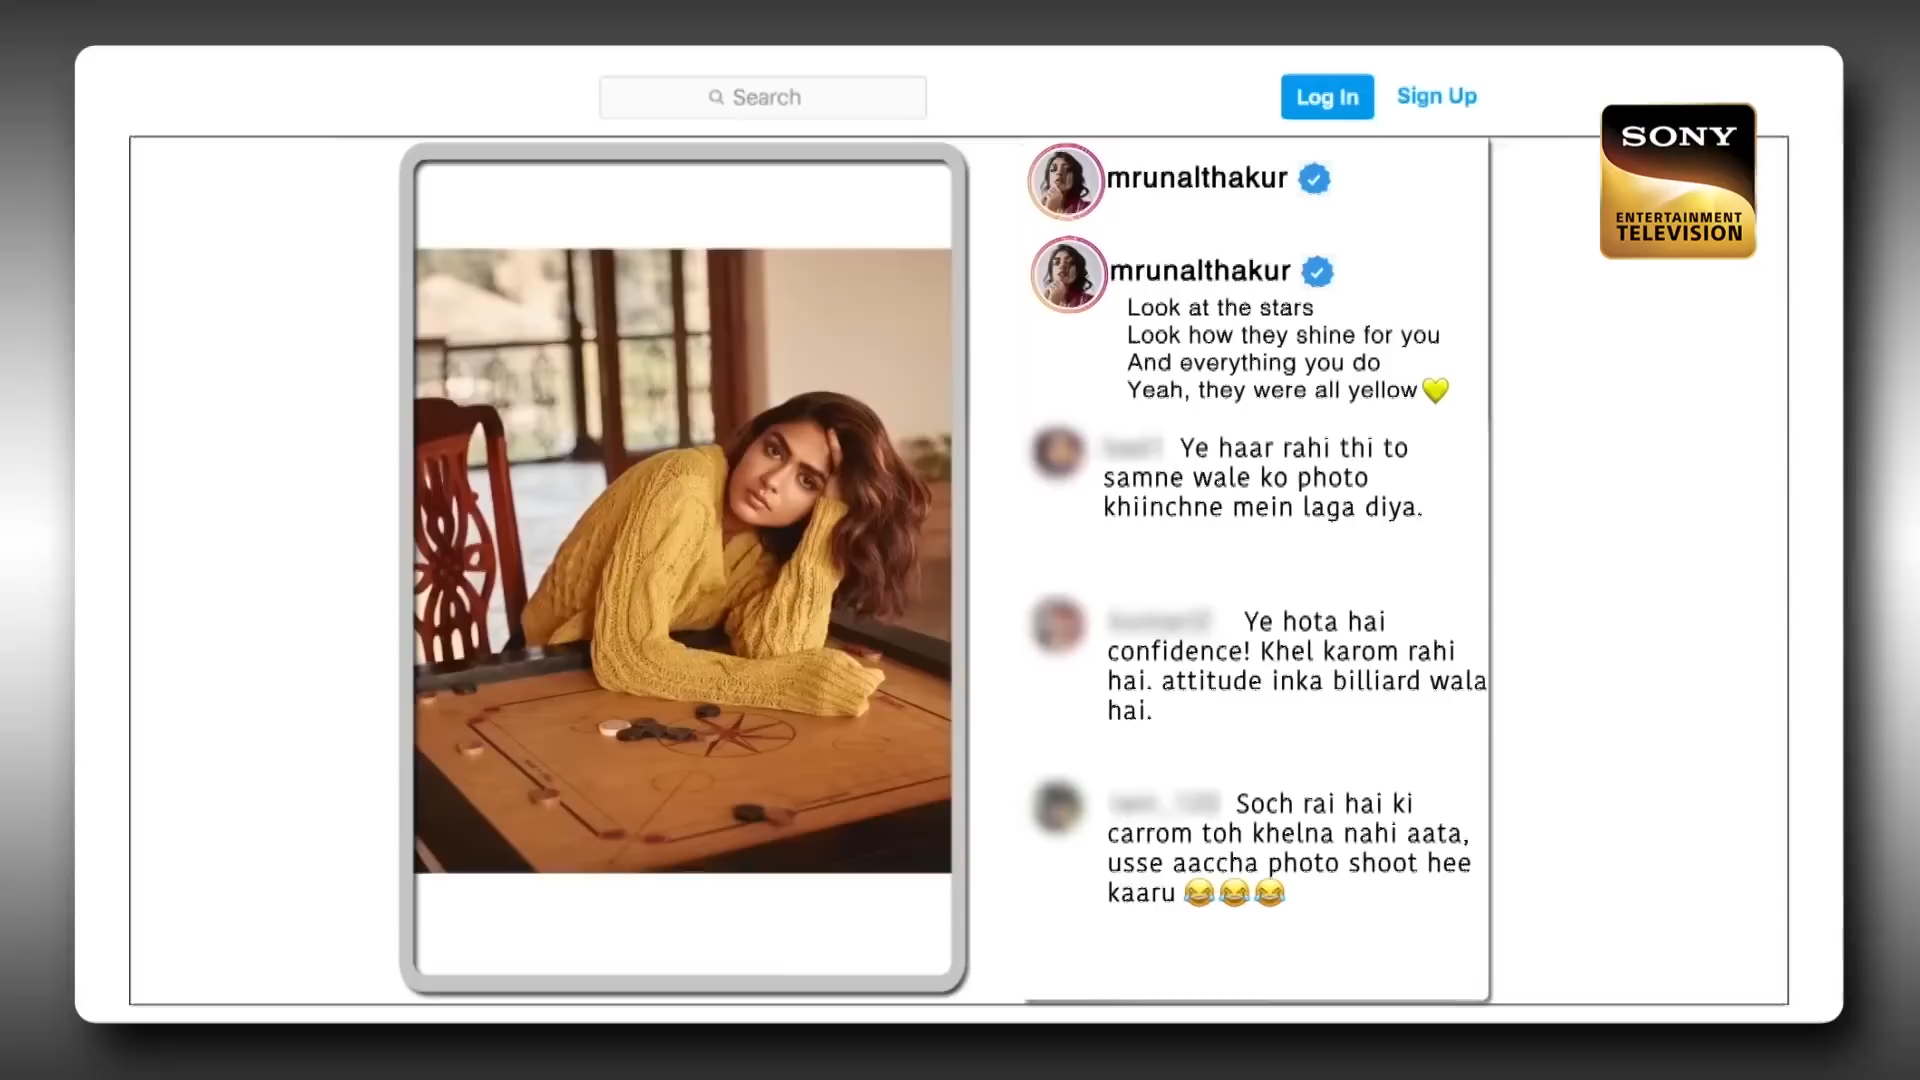 Search
Log In
Sign Up
SONY
ENTERTAINMENT
TELEVISION
mrunalthakur
mrunalthakur
Look at the stars
Look how they shine for you
And everything you do
Yeah, they were all yellow💛
Ye haar rahi thi to
samne wale ko photo
khiinchne mein laga diya.
Ye hota hai
confidence! Khel karom rahi
hai. attitude inka billiard wala
hai.
Soch rai hai ki
carrom toh khelna nahi aata,
usse aaccha photo shoot hee
kaaru 😂😂😂